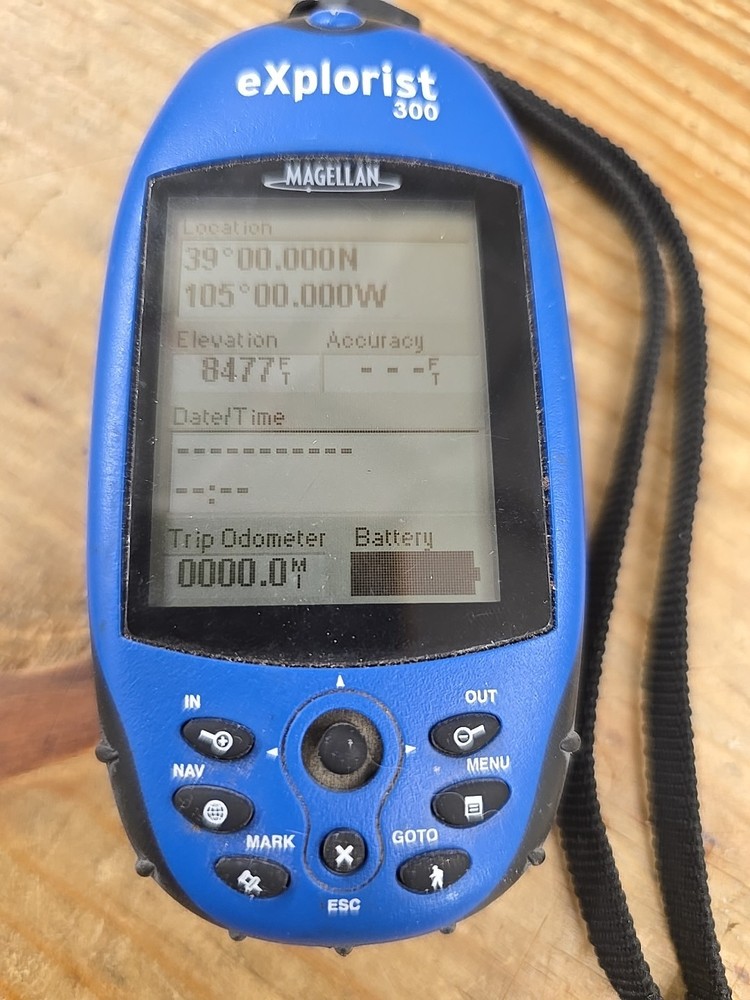 eXplorist
300
MAGELLAN
Location
39°00.000N
105°00.000W
Elevation Accuracy
8477FT ---FT
Date/Time
-----------
--:--
Trip Odometer Battery
0000.0MI
IN OUT
NAV MENU
MARK GOTO
ESC